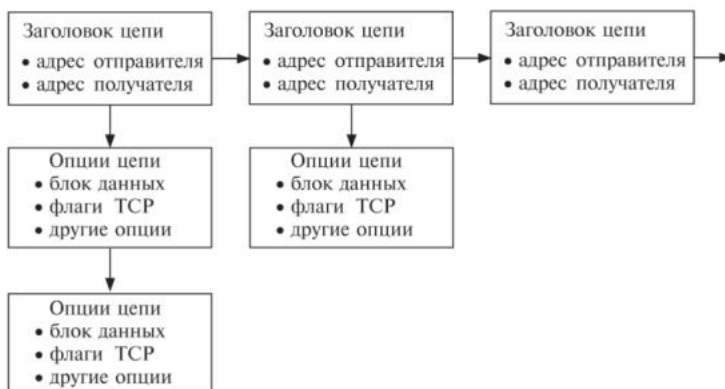 Заголовок цепи
• адрес отправителя
• адрес получателя
Заголовок цепи
• адрес отправителя
• адрес получателя
Заголовок цепи
• адрес отправителя
• адрес получателя
Опции цепи
• блок данных
• флаги TCP
• другие опции
Опции цепи
• блок данных
• флаги TCP
• другие опции
Опции цепи
• блок данных
• флаги TCP
• другие опции